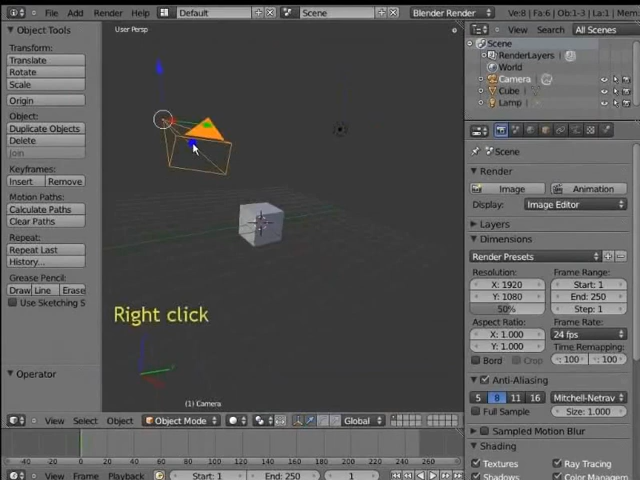 File Add Render Help Default Scene Blender Render Ve:8 | Fa:6 | Ob:1-3 | La:1 | Mem
Object Tools
User Persp
View Search All Scenes
Transform:
Translate
Rotate
Scale
Origin
Object:
Duplicate Objects
Delete
Join
Keyframes:
Insert Remove
Motion Paths:
Calculate Paths
Clear Paths
Repeat:
Repeat Last
History...
Grease Pencil:
Draw Line Erase
Use Sketching S
Operator
Right click
(1) Camera
View Select Object Object Mode Global
-40 -20 0 20 40 60 80 100 120 140 160 180 200 220 240 260
View Frame Playback Start: 1 End: 250 1
Scene
RenderLayers
World
Camera
Cube
Lamp
Scene
Render
Image Animation
Display: Image Editor
Layers
Dimensions
Render Presets
Resolution: Frame Range:
X: 1920 Start: 1
Y: 1080 End: 250
50% Step: 1
Aspect Ratio: Frame Rate:
X: 1.000 24 fps
Y: 1.000 Time Remapping:
Bord Crop : 100 : 100
Anti-Aliasing
5 8 11 16 Mitchell-Netrav
Full Sample Size: 1.000
Sampled Motion Blur
Shading
Textures Ray Tracing
Shadows Color Managem